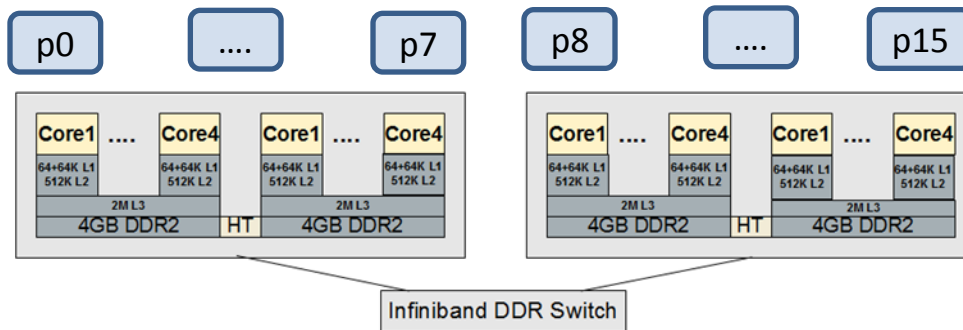 p0 .... p7 p8 .... p15
Core1 .... Core4 Core1 .... Core4 Core1 .... Core4 Core1 .... Core4
64+64K L1 64+64K L1 64+64K L1 64+64K L1 64+64K L1 64+64K L1 64+64K L1 64+64K L1
512K L2 512K L2 512K L2 512K L2 512K L2 512K L2 512K L2 512K L2
2M L3 2M L3 2M L3 2M L3
4GB DDR2 HT 4GB DDR2 4GB DDR2 HT 4GB DDR2
Infiniband DDR Switch